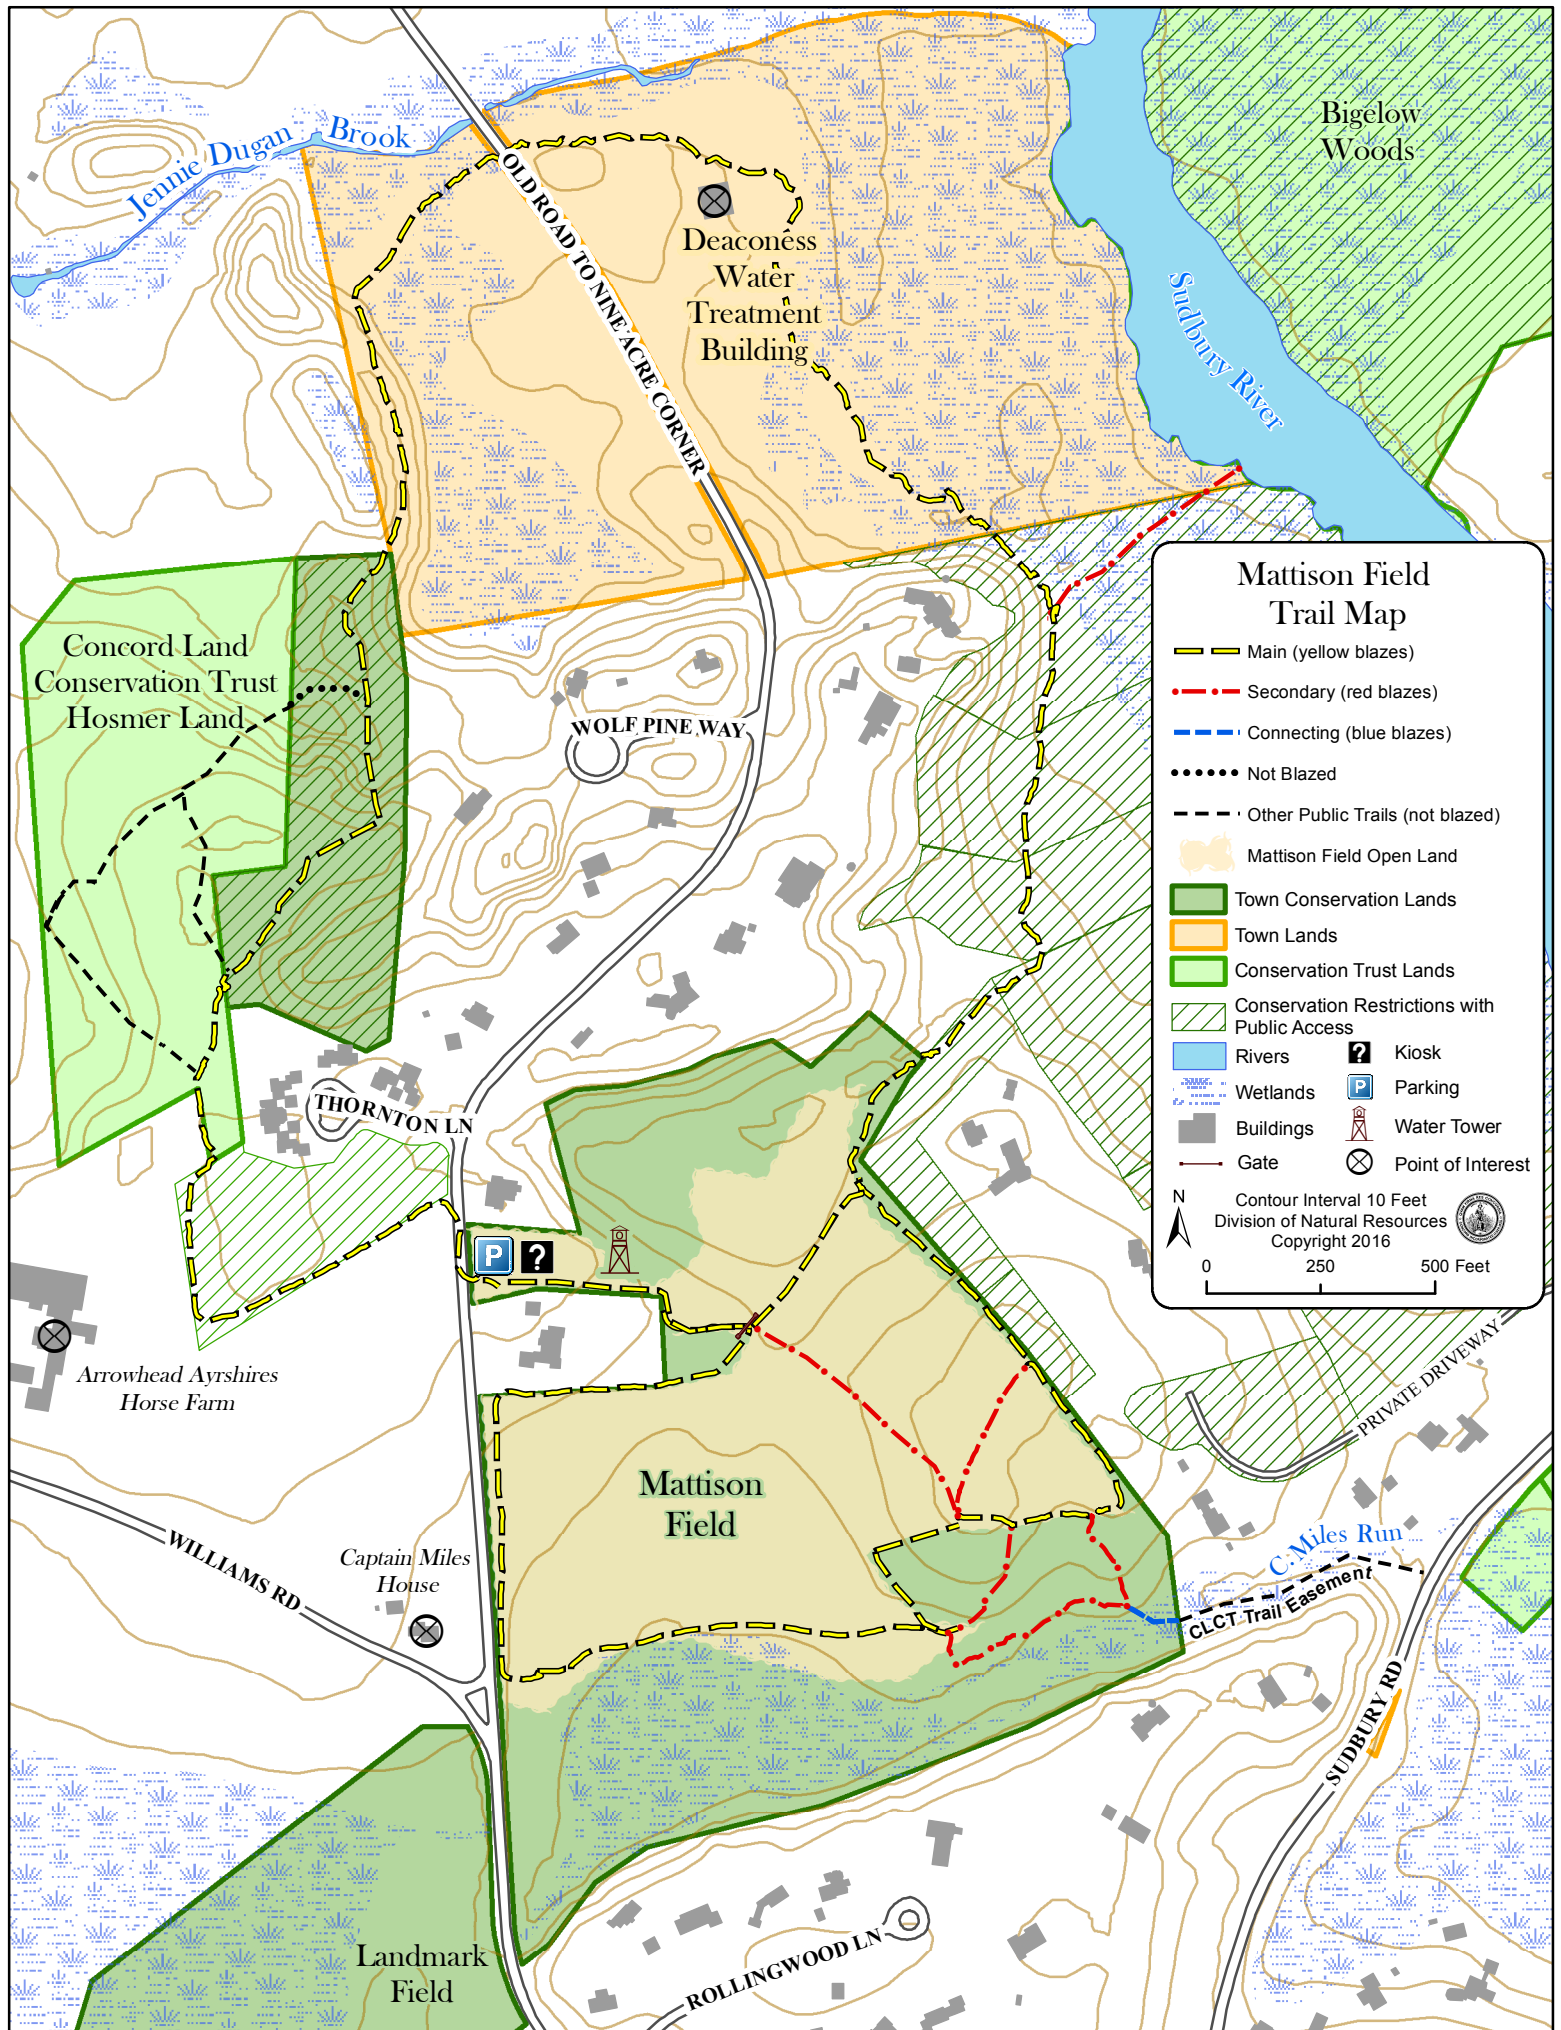 Jennie Dugan Brook
OLD ROAD TO NINE ACRE CORNER
Deaconess
Water
Treatment
Building
Bigelow
Woods
Sudbury River
Concord Land
Conservation Trust
Hosmer Land
WOLF PINE WAY
THORNTON LN
P
?
Arrowhead Ayrshires
Horse Farm
Mattison
Field
WILLIAMS RD
Captain Miles
House
C. Miles Run
CLCT Trail Easement
PRIVATE DRIVEWAY
SUDBURY RD
ROLLINGWOOD LN
Landmark
Field
Mattison Field
Trail Map
Main (yellow blazes)
Secondary (red blazes)
Connecting (blue blazes)
Not Blazed
Other Public Trails (not blazed)
Mattison Field Open Land
Town Conservation Lands
Town Lands
Conservation Trust Lands
Conservation Restrictions with
Public Access
Rivers
? Kiosk
Wetlands
P Parking
Buildings
Water Tower
Gate
Point of Interest
N
Contour Interval 10 Feet
Division of Natural Resources
Copyright 2016
0 250 500 Feet